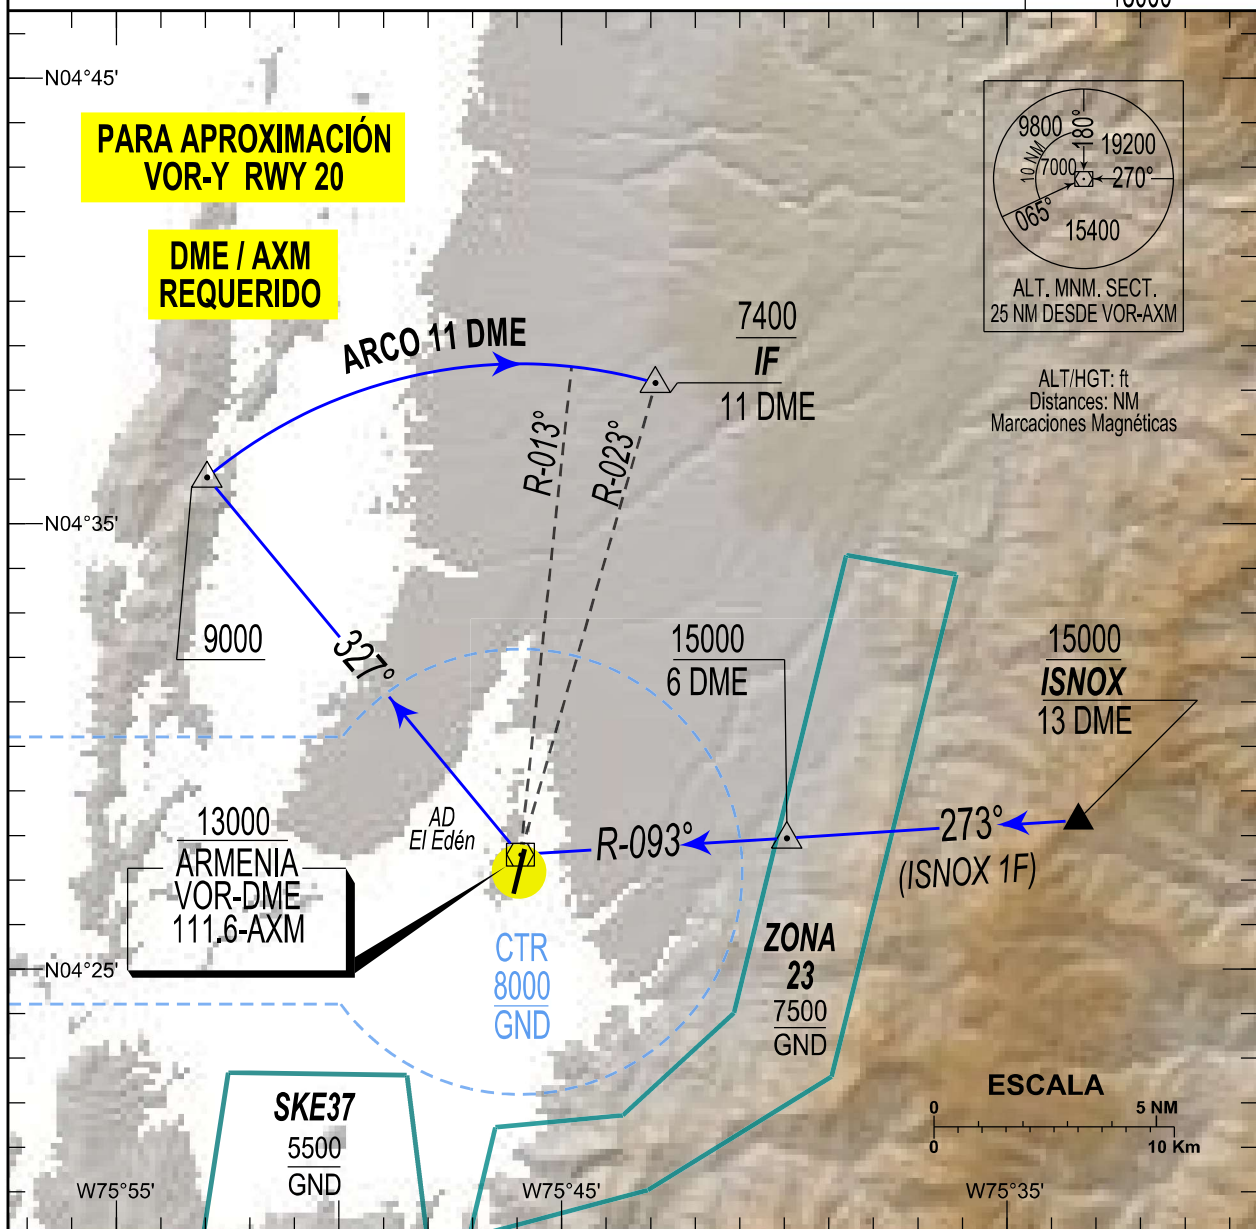 N04°45'
PARA APROXIMACIÓN
VOR-Y RWY 20
DME / AXM
REQUERIDO
9800
180°
19200
10 NM
7000
270°
065°
15400
ALT. MNM. SECT.
25 NM DESDE VOR-AXM
ALT/HGT: ft
Distances: NM
Marcaciones Magnéticas
ARCO 11 DME
7400
IF
11 DME
R-013°
R-023°
N04°35'
9000
327°
15000
6 DME
15000
ISNOX
13 DME
13000
ARMENIA
VOR-DME
111.6-AXM
AD
El Edén
R-093°
273°
(ISNOX 1F)
N04°25'
CTR
8000
GND
ZONA
23
7500
GND
SKE37
5500
GND
ESCALA
0 5 NM
0 10 Km
W75°55'
W75°45'
W75°35'